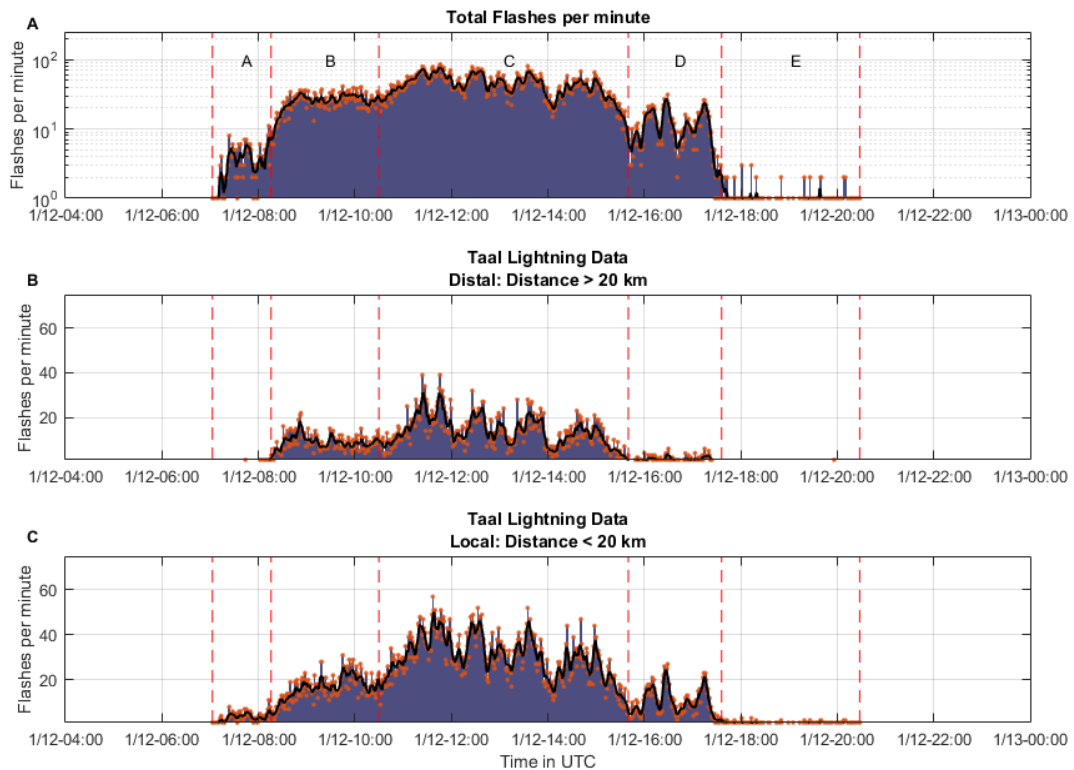 A
Total Flashes per minute
A B C D E
Flashes per minute
10²
10¹
10⁰
1/12-04:00 1/12-06:00 1/12-08:00 1/12-10:00 1/12-12:00 1/12-14:00 1/12-16:00 1/12-18:00 1/12-20:00 1/12-22:00 1/13-00:00
B
Taal Lightning Data
Distal: Distance > 20 km
Flashes per minute
60
40
20
1/12-04:00 1/12-06:00 1/12-08:00 1/12-10:00 1/12-12:00 1/12-14:00 1/12-16:00 1/12-18:00 1/12-20:00 1/12-22:00 1/13-00:00
C
Taal Lightning Data
Local: Distance < 20 km
Flashes per minute
60
40
20
1/12-04:00 1/12-06:00 1/12-08:00 1/12-10:00 1/12-12:00 1/12-14:00 1/12-16:00 1/12-18:00 1/12-20:00 1/12-22:00 1/13-00:00
Time in UTC